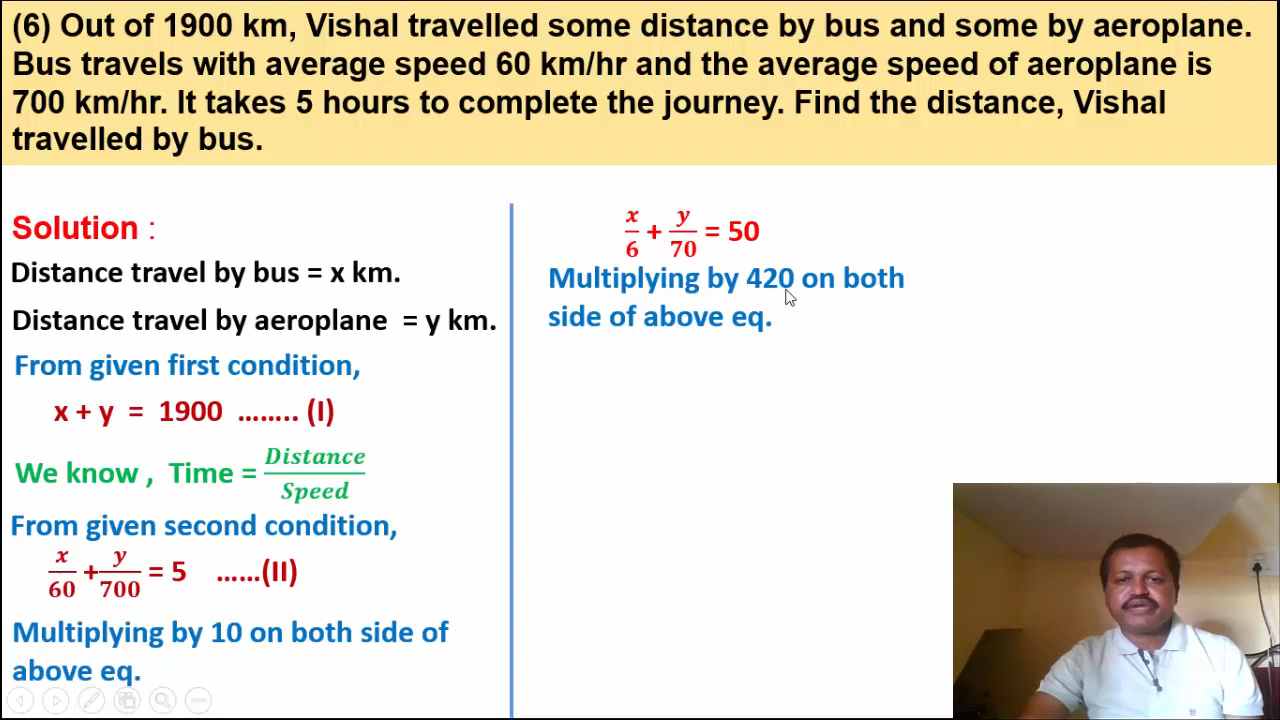 (6) Out of 1900 km, Vishal travelled some distance by bus and some by aeroplane.
Bus travels with average speed 60 km/hr and the average speed of aeroplane is
700 km/hr. It takes 5 hours to complete the journey. Find the distance, Vishal
travelled by bus.
Solution :
Distance travel by bus = x km.
Distance travel by aeroplane = y km.
From given first condition,
x + y = 1900 …….. (I)
We know , Time = Distance/Speed
From given second condition,
x/60 + y/700 = 5 ……(II)
Multiplying by 10 on both side of
above eq.
x/6 + y/70 = 50
Multiplying by 420 on both
side of above eq.